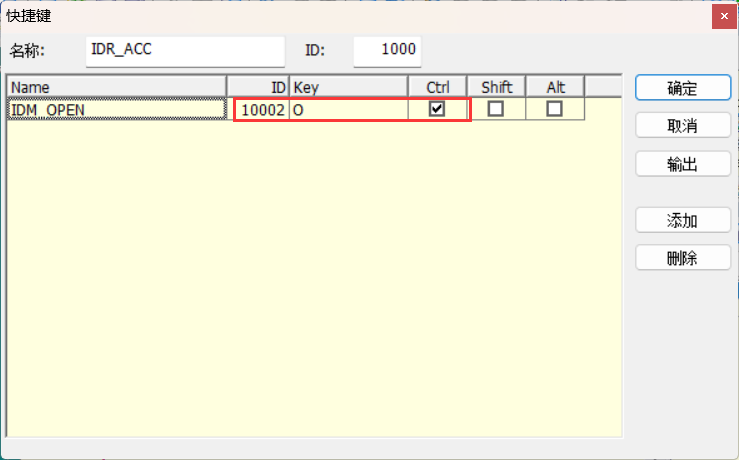 快捷键
名称: IDR_ACC ID: 1000
Name ID Key Ctrl Shift Alt
IDM_OPEN 10002 O
确定
取消
输出
添加
删除